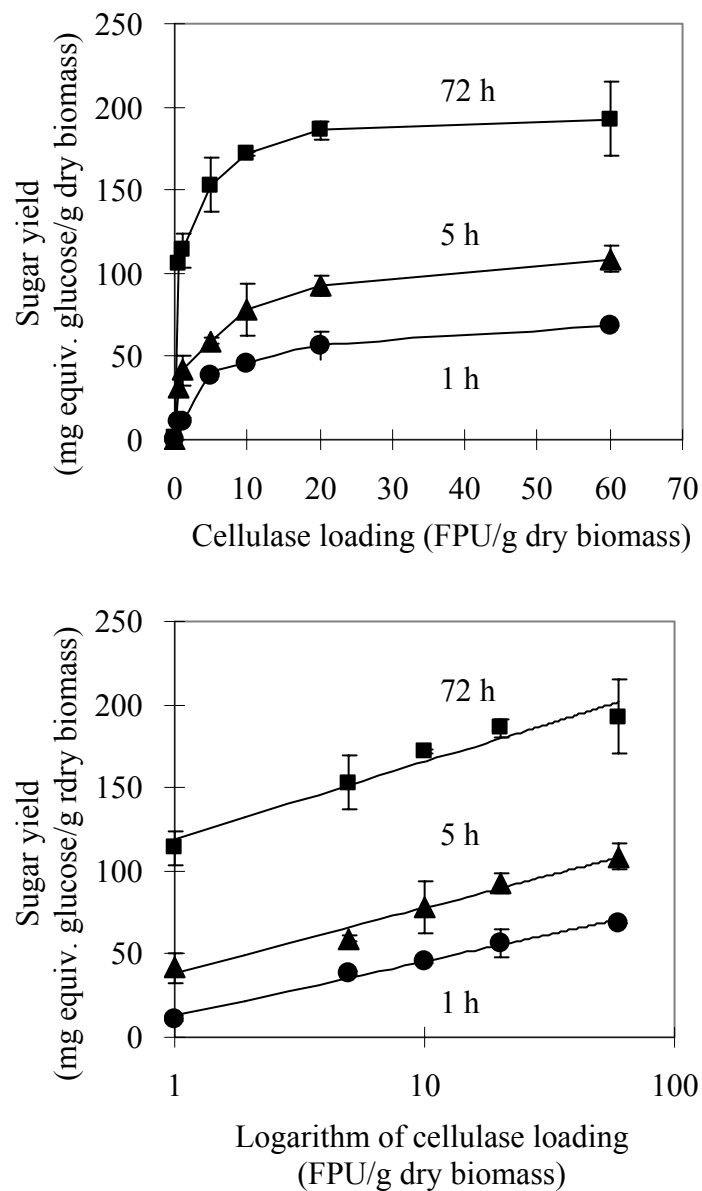 Sugar yield
(mg equiv. glucose/g dry biomass)
250
200
150
100
50
0
72 h
5 h
1 h
0 10 20 30 40 50 60 70
Cellulase loading (FPU/g dry biomass)
Sugar yield
(mg equiv. glucose/g rdry biomass)
250
200
150
100
50
0
72 h
5 h
1 h
1 10 100
Logarithm of cellulase loading
(FPU/g dry biomass)